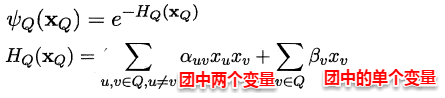 ψ_Q(x_Q) = e^{-H_Q(x_Q)}
H_Q(x_Q) = ∑_{u,v∈Q,u≠v} α_{uv}x_u x_v + ∑_{v∈Q} β_v x_v
团中两个变量 团中的单个变量